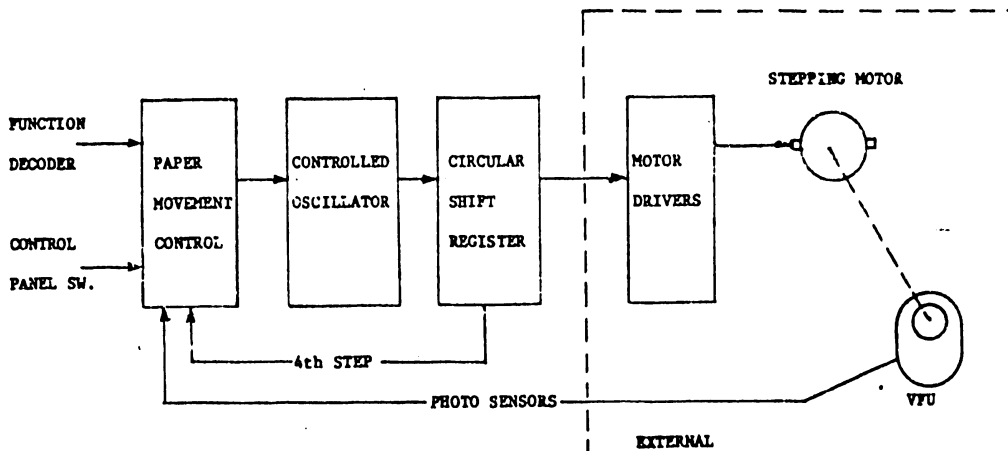 STEPPING MOTOR
FUNCTION
DECODER
PAPER
MOVEMENT
CONTROL
CONTROLLED
OSCILLATOR
CIRCULAR
SHIFT
REGISTER
MOTOR
DRIVERS
CONTROL
PANEL SW.
4th STEP
PHOTO SENSORS
VFU
EXTERNAL